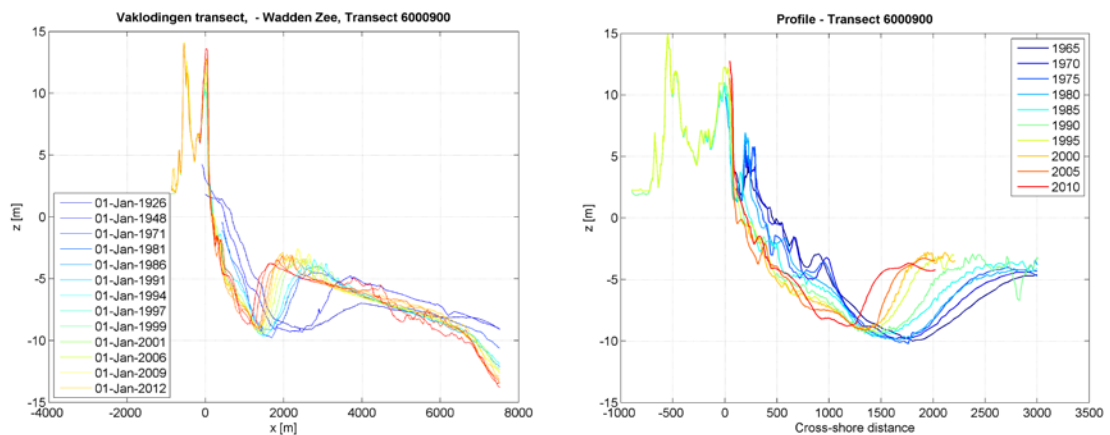 Vaklodingen transect,  - Wadden Zee, Transect 6000900
15
10
5
0
-5
-10
-15
z [m]
01-Jan-1926
01-Jan-1948
01-Jan-1971
01-Jan-1981
01-Jan-1986
01-Jan-1991
01-Jan-1994
01-Jan-1997
01-Jan-1999
01-Jan-2001
01-Jan-2006
01-Jan-2009
01-Jan-2012
-4000 -2000 0 2000 4000 6000 8000
x [m]
Profile - Transect 6000900
15
10
5
0
-5
-10
-15
z [m]
1965
1970
1975
1980
1985
1990
1995
2000
2005
2010
-1000 -500 0 500 1000 1500 2000 2500 3000 3500
Cross-shore distance